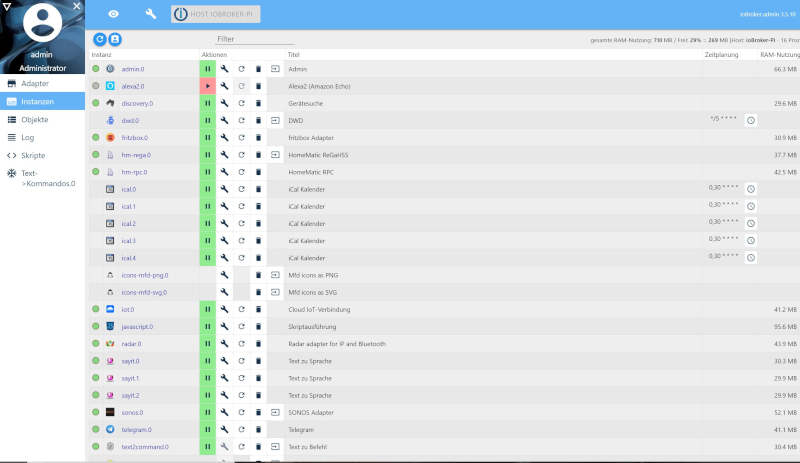 HOST IOBROKER-PI
ioBroker.admin 3.5.10
admin
Administrator
Adapter
Instanzen
Objekte
Log
Skripte
Text-
>Kommandos.0
Filter
gesamte RAM-Nutzung: 710 MB / Frei: 29% = 269 MB [Host: ioBroker-Pi - 16 Proz
Instanz Aktionen Titel Zeitplanung RAM-Nutzung
admin.0 Admin 66.3 MB
alexa2.0 Alexa2 (Amazon Echo)
discovery.0 Gerätesuche 29.6 MB
dwd.0 DWD */5 * * * *
fritzbox.0 fritzbox Adapter 30.9 MB
hm-rega.0 HomeMatic ReGaHSS 37.7 MB
hm-rpc.0 HomeMatic RPC 42.5 MB
ical.0 iCal Kalender 0,30 * * * *
ical.1 iCal Kalender 0,30 * * * *
ical.2 iCal Kalender 0,30 * * * *
ical.3 iCal Kalender 0,30 * * * *
ical.4 iCal Kalender 0,30 * * * *
icons-mfd-png.0 Mfd icons as PNG
icons-mfd-svg.0 Mfd icons as SVG
iot.0 Cloud IoT-Verbindung 41.2 MB
javascript.0 Skriptausführung 95.6 MB
radar.0 Radar adapter for IP and Bluetooth 43.9 MB
sayit.0 Text zu Sprache 30.3 MB
sayit.1 Text zu Sprache 29.9 MB
sayit.2 Text zu Sprache 29.9 MB
sonos.0 SONOS Adapter 52.1 MB
telegram.0 Telegram 41.1 MB
text2command.0 Text zu Befehl 30.4 MB